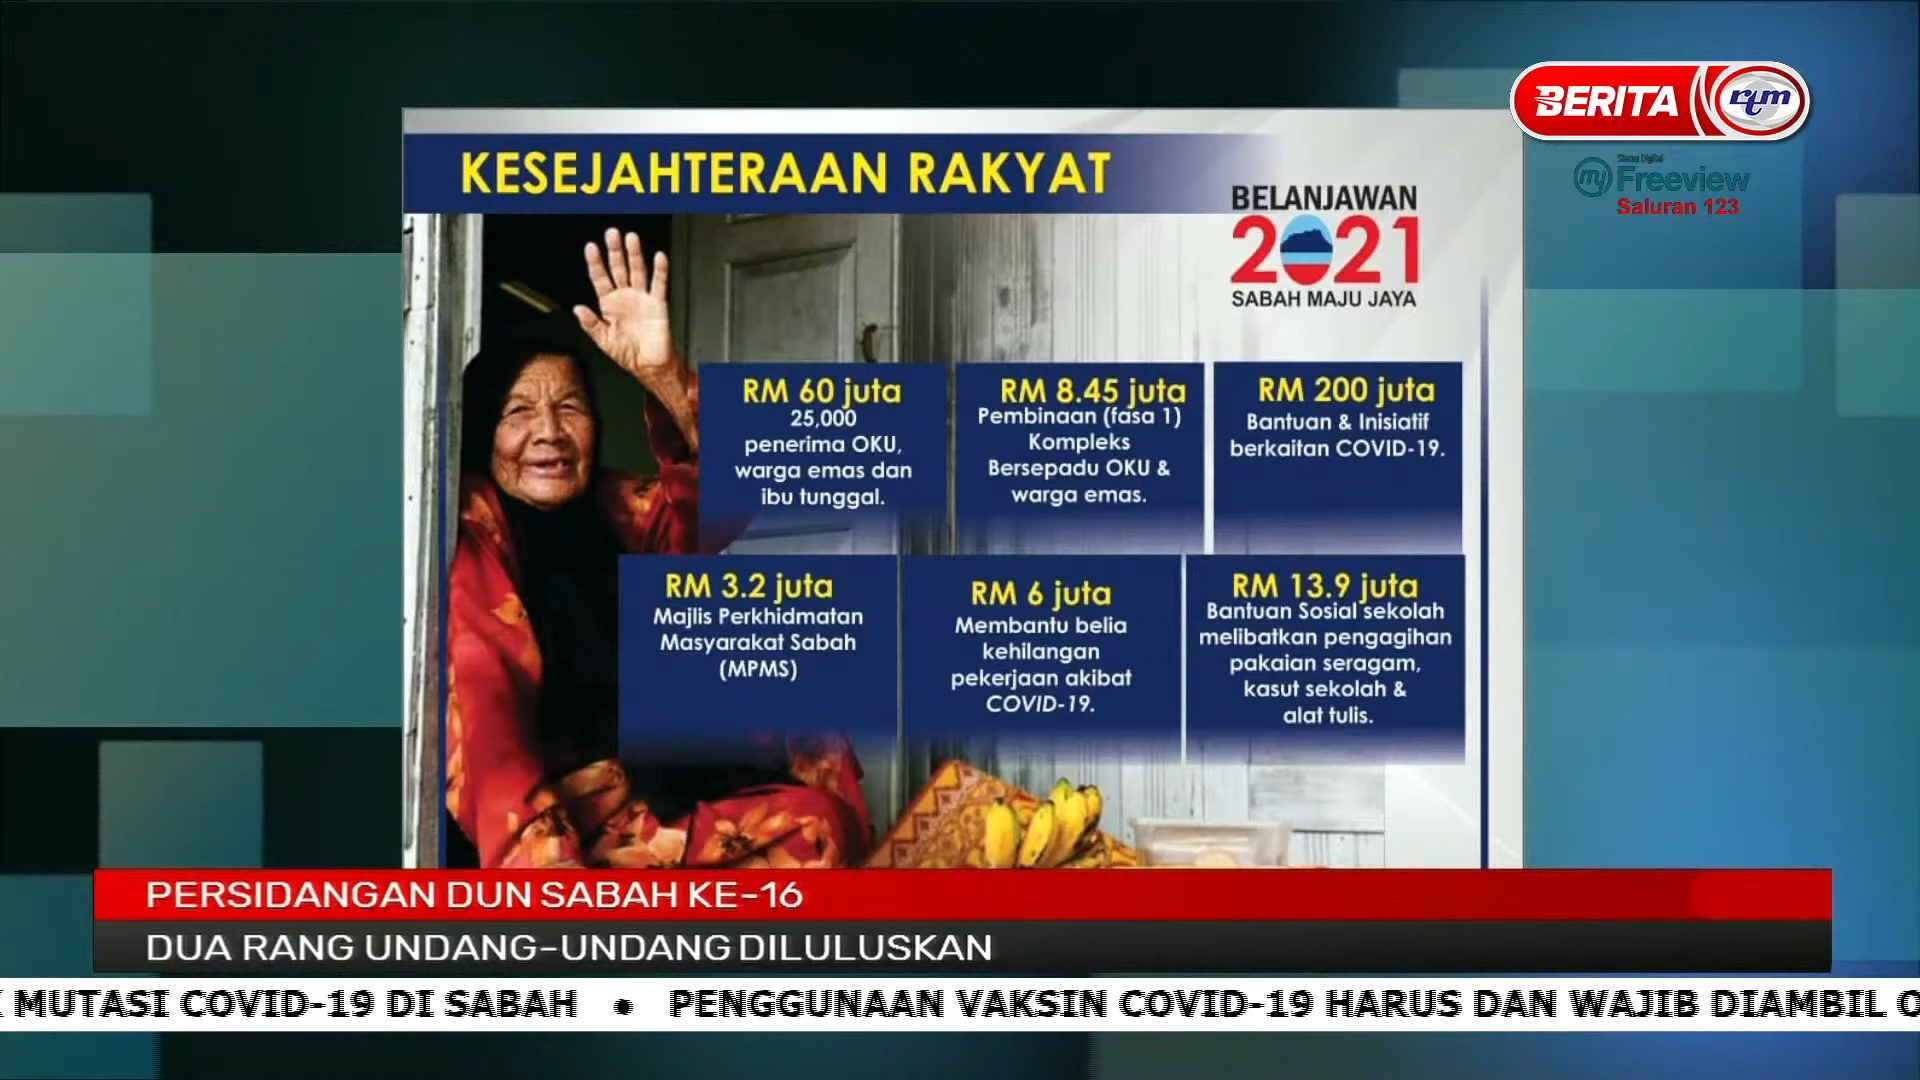 BERITA rtm
Siaran Digital
my Freeview
Saluran 123
KESEJAHTERAAN RAKYAT
BELANJAWAN
2021
SABAH MAJU JAYA
RM 60 juta
25,000
penerima OKU,
warga emas dan
ibu tunggal.
RM 8.45 juta
Pembinaan (fasa 1)
Kompleks
Bersepadu OKU &
warga emas.
RM 200 juta
Bantuan & Inisiatif
berkaitan COVID-19.
RM 3.2 juta
Majlis Perkhidmatan
Masyarakat Sabah
(MPMS)
RM 6 juta
Membantu belia
kehilangan
pekerjaan akibat
COVID-19.
RM 13.9 juta
Bantuan Sosial sekolah
melibatkan pengagihan
pakaian seragam,
kasut sekolah &
alat tulis.
PERSIDANGAN DUN SABAH KE-16
DUA RANG UNDANG-UNDANG DILULUSKAN
MUTASI COVID-19 DI SABAH • PENGGUNAAN VAKSIN COVID-19 HARUS DAN WAJIB DIAMBIL O